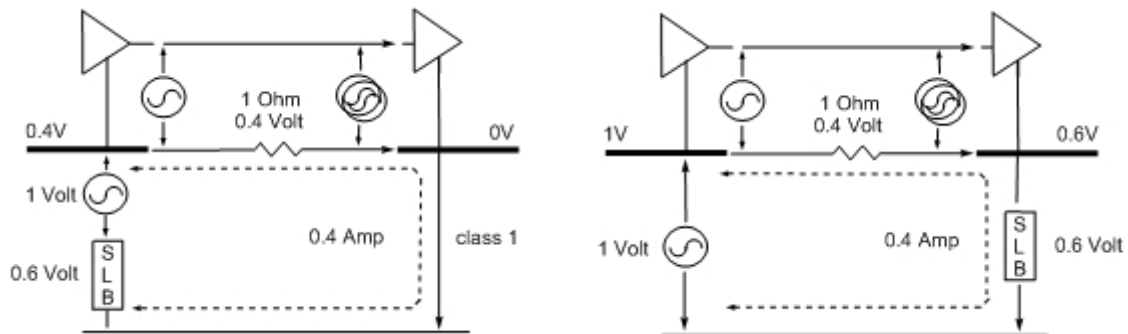 1 Ohm
0.4 Volt
0.4V
0V
1 Volt
0.4 Amp
class 1
0.6 Volt
S
L
B
1 Ohm
0.4 Volt
1V
0.6V
1 Volt
0.4 Amp
S
L
B
0.6 Volt